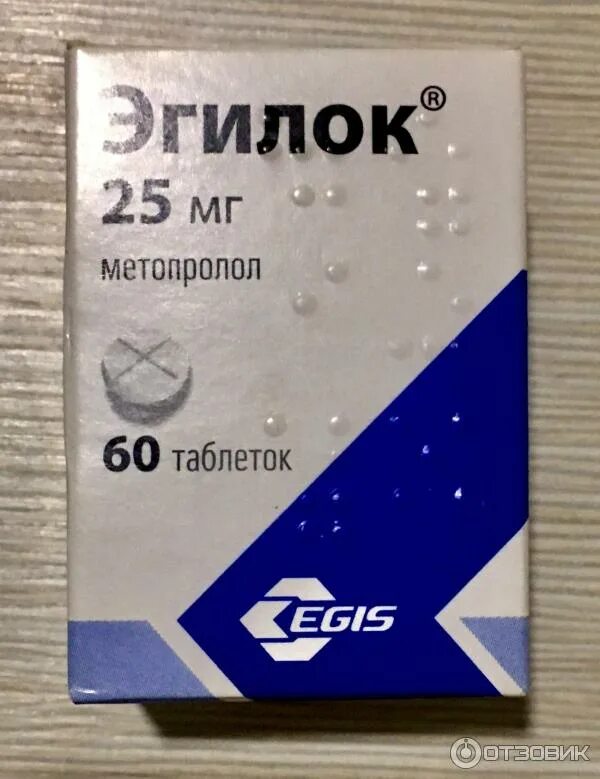 Эгилок®
25 мг
метопролол
60 таблеток
EGIS
ОТЗОВИК